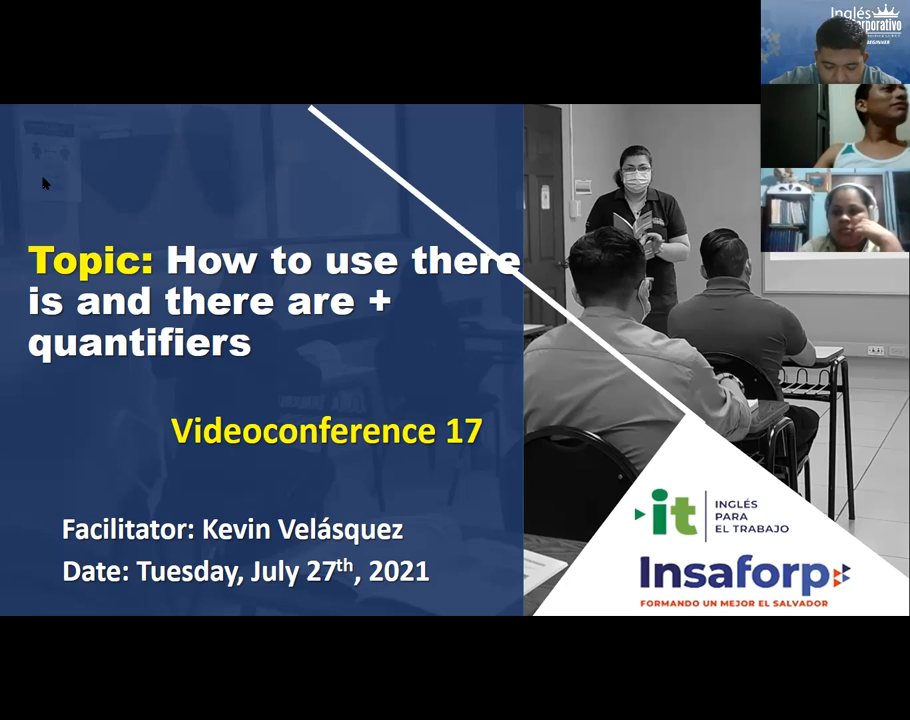 Inglés
BEGINNER
Topic: How to use there
is and there are +
quantifiers
Videoconference 17
Facilitator: Kevin Velásquez
Date: Tuesday, July 27th, 2021
it
INGLÉS
PARA
EL TRABAJO
Insaforp
FORMANDO UN MEJOR EL SALVADOR